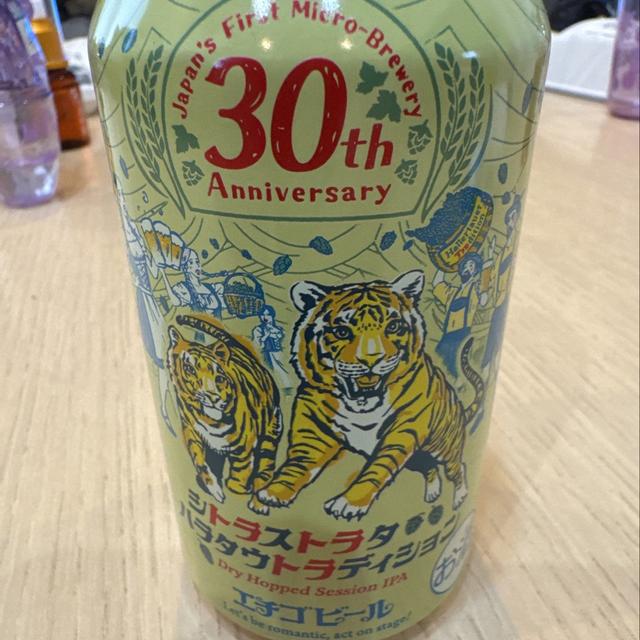 Japan's First Micro-Brewery
30th
Anniversary
シトラストラタ
ハラタウトラディション
Dry Hopped Session IPA
エチゴビール
Let's be romantic, act on stage!